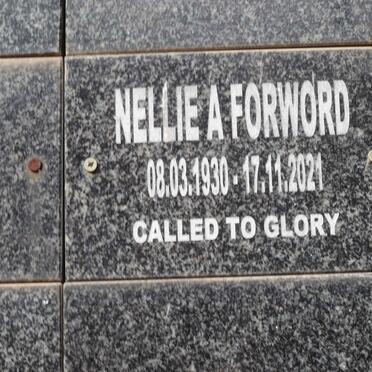 NELLIE A FORWORD
08.03.1930 - 17.11.2021
CALLED TO GLORY